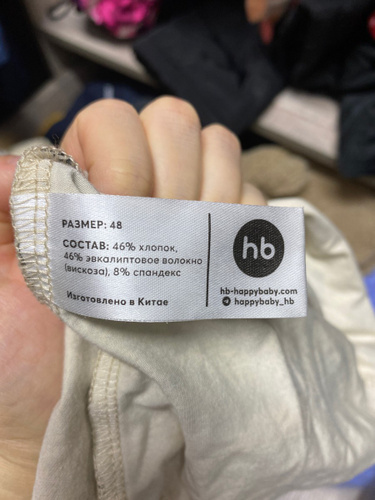 РАЗМЕР: 48
СОСТАВ: 46% хлопок,
46% эвкалиптовое волокно
(вискоза), 8% спандекс
Изготовлено в Китае
hb
hb-happybaby.com
happybaby_hb